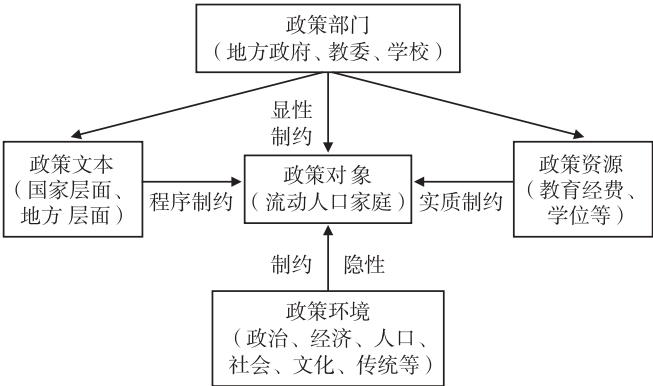 政策部门
（地方政府、教委、学校）
显性
制约
政策文本
（国家层面、
地方层面）
程序制约
政策对象
（流动人口家庭）
实质制约
政策资源
（教育经费、
学位等）
制约 隐性
政策环境
（政治、经济、人口、
社会、文化、传统等）